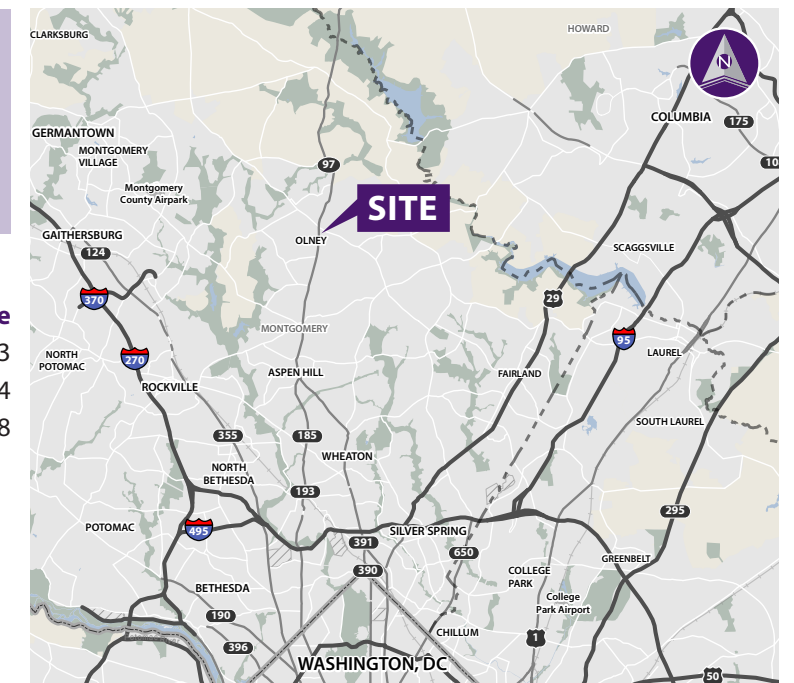 CLARKSBURG
HOWARD
N
COLUMBIA
175
10
GERMANTOWN
MONTGOMERY
VILLAGE
97
Montgomery
County Airpark
SITE
GAITHERSBURG
OLNEY
124
SCAGGSVILLE
370
29
e
MONTGOMERY
95
3
NORTH
POTOMAC
270
LAUREL
ROCKVILLE
ASPEN HILL
FAIRLAND
4
8
355
185
SOUTH LAUREL
WHEATON
NORTH
BETHESDA
193
295
POTOMAC
495
391
SILVER SPRING
650
GREENBELT
390
COLLEGE
PARK
BETHESDA
College
Park Airport
190
396
CHILLUM
1
WASHINGTON, DC
50